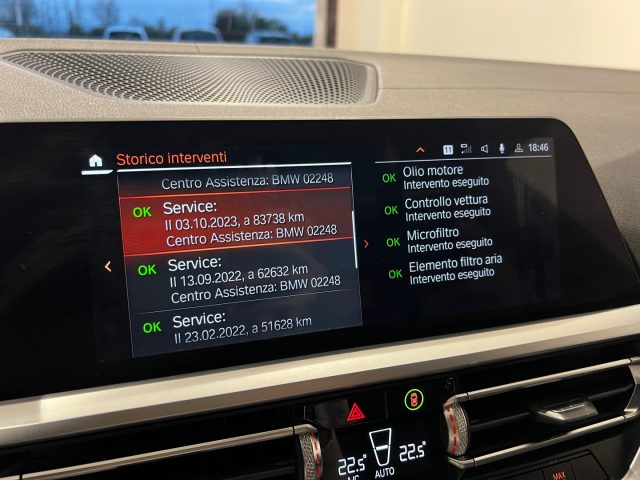 Storico interventi
11
18:46
Centro Assistenza: BMW 02248
OK Service:
Il 03.10.2023, a 83738 km
Centro Assistenza: BMW 02248
OK Service:
Il 13.09.2022, a 62632 km
Centro Assistenza: BMW 02248
OK Service:
Il 23.02.2022, a 51628 km
OK Olio motore
Intervento eseguito
OK Controllo vettura
Intervento eseguito
OK Microfiltro
Intervento eseguito
OK Elemento filtro aria
Intervento eseguito
22.5°
22.5°
A/C
AUTO
MAX